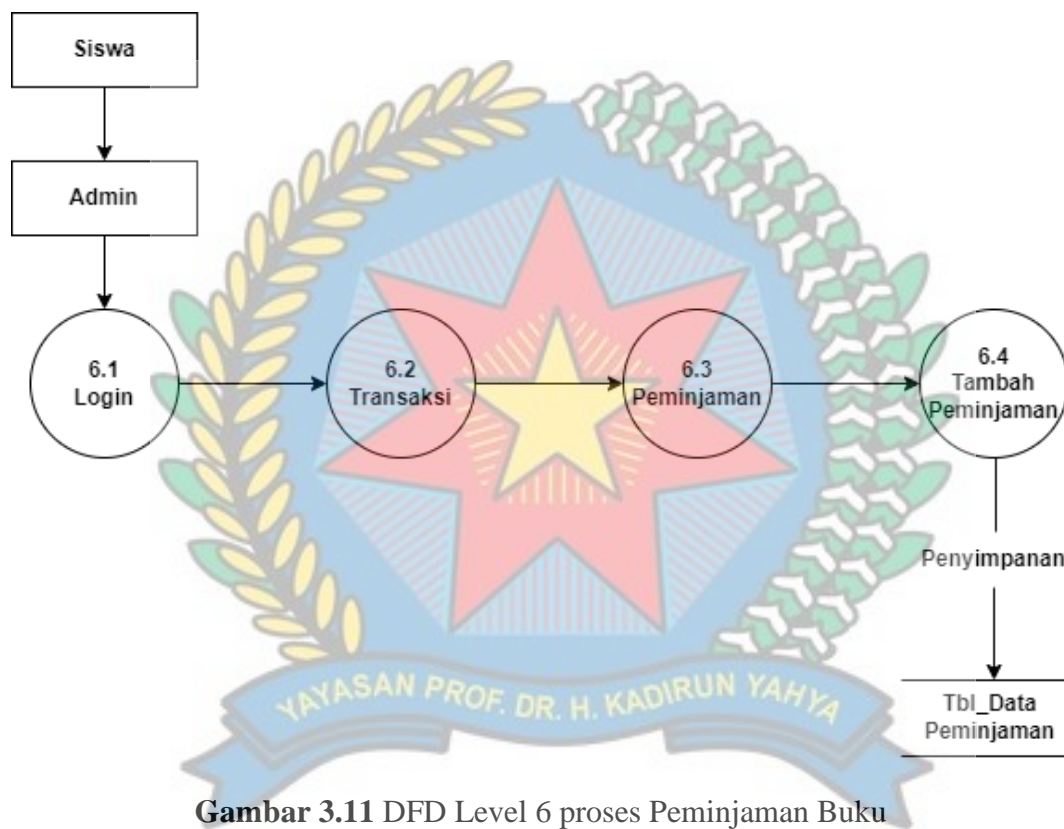 Siswa
Admin
6.1
Login
6.2
Transaksi
6.3
Peminjaman
6.4
Tambah
Peminjaman
Penyimpanan
Tbl_Data
Peminjaman
YAYASAN PROF. DR. H. KADIRUN YAHYA
Gambar 3.11 DFD Level 6 proses Peminjaman Buku